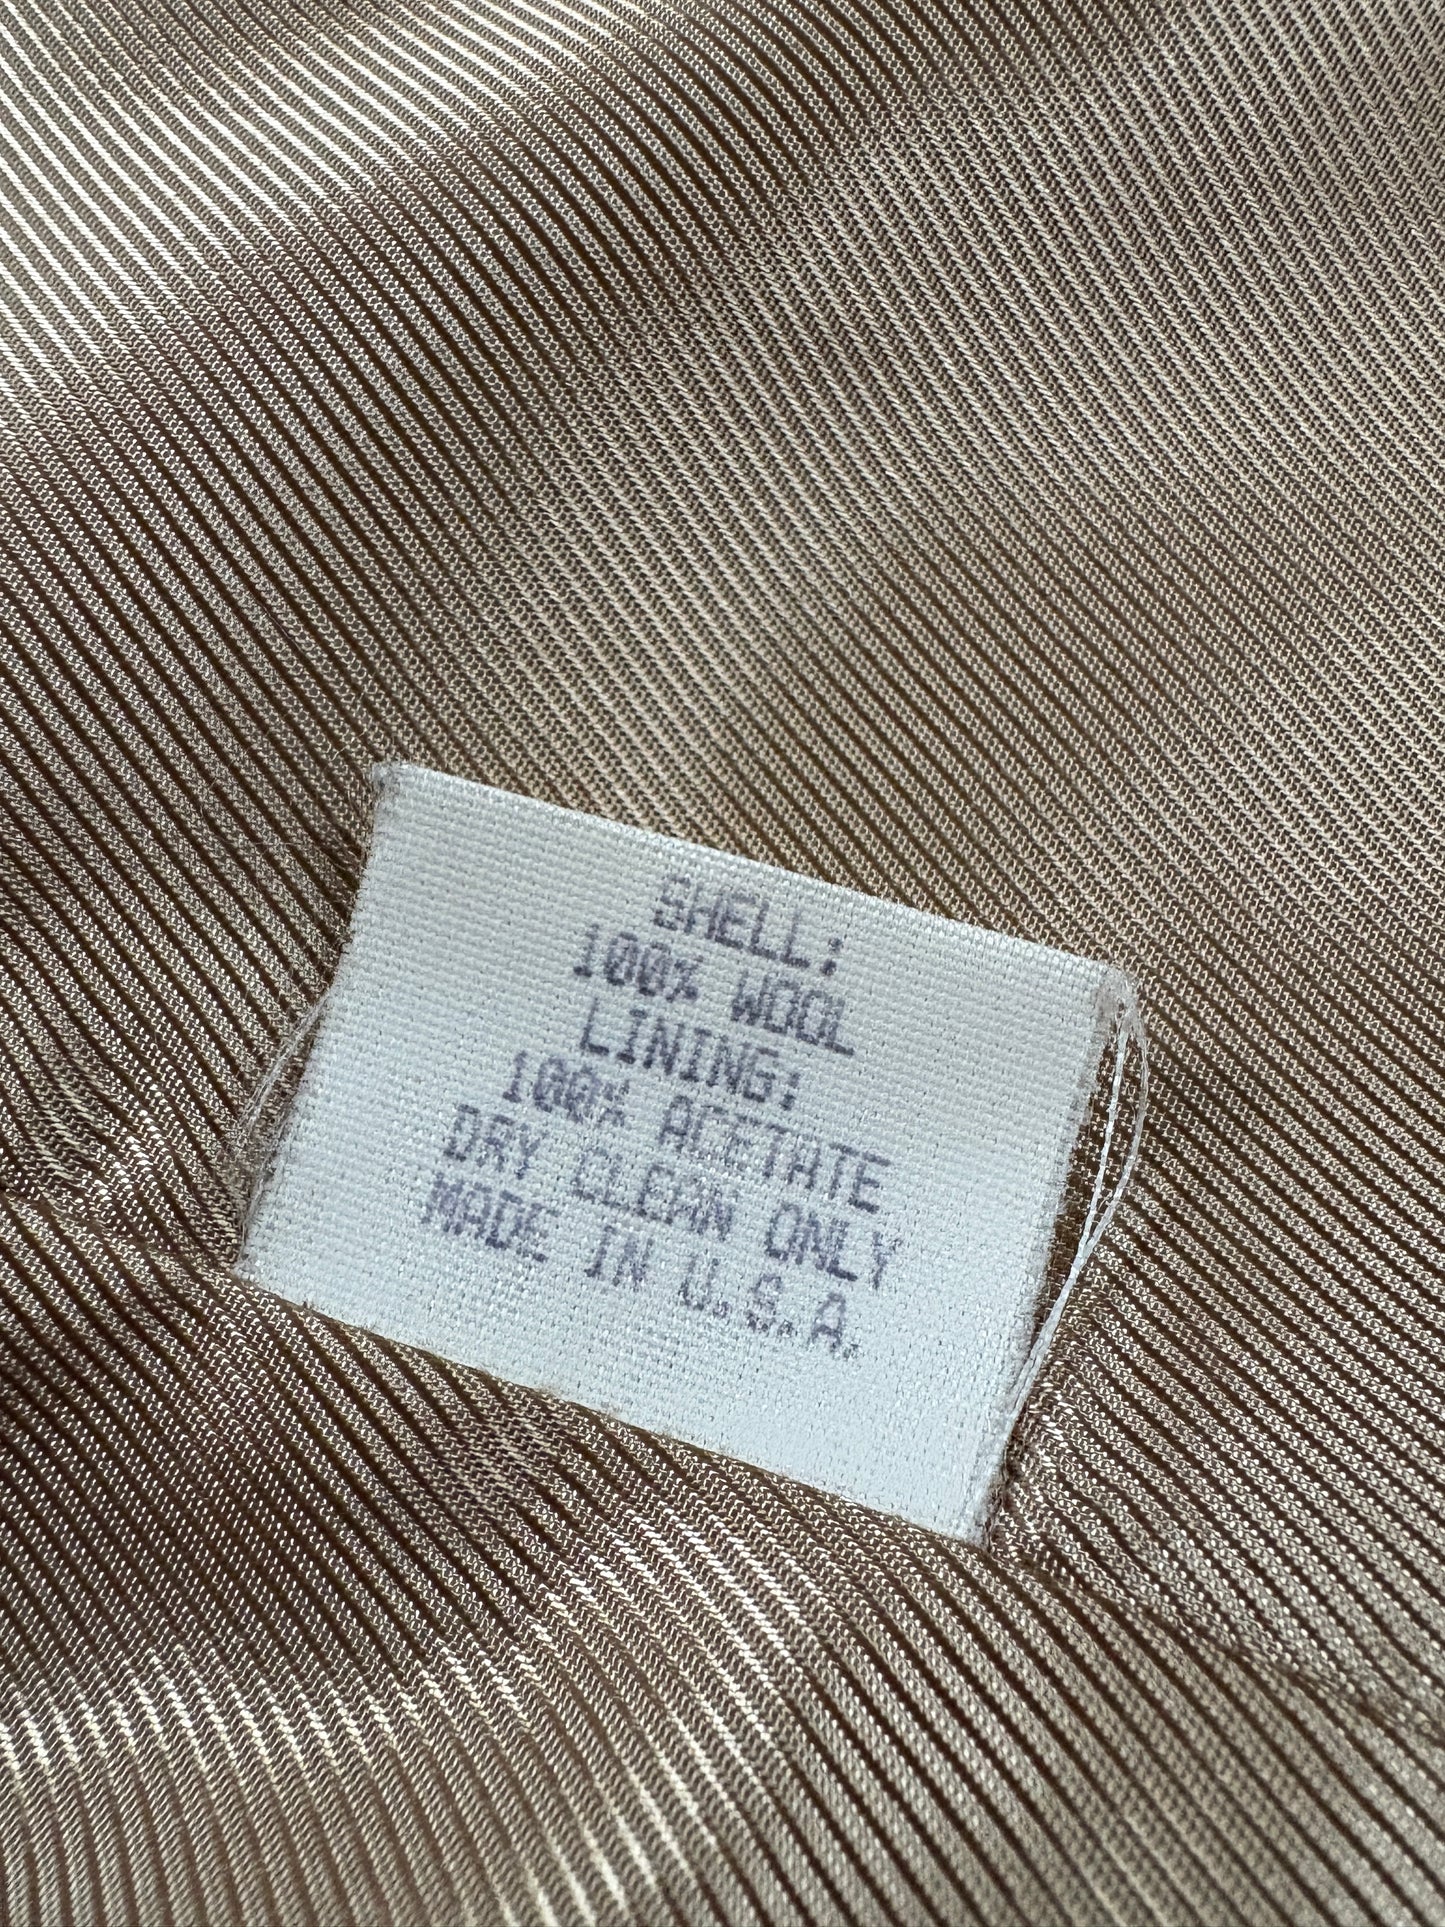 SHELL:
100% WOOL
LINING:
100% ACETATE
DRY CLEAN ONLY
MADE IN U.S.A.